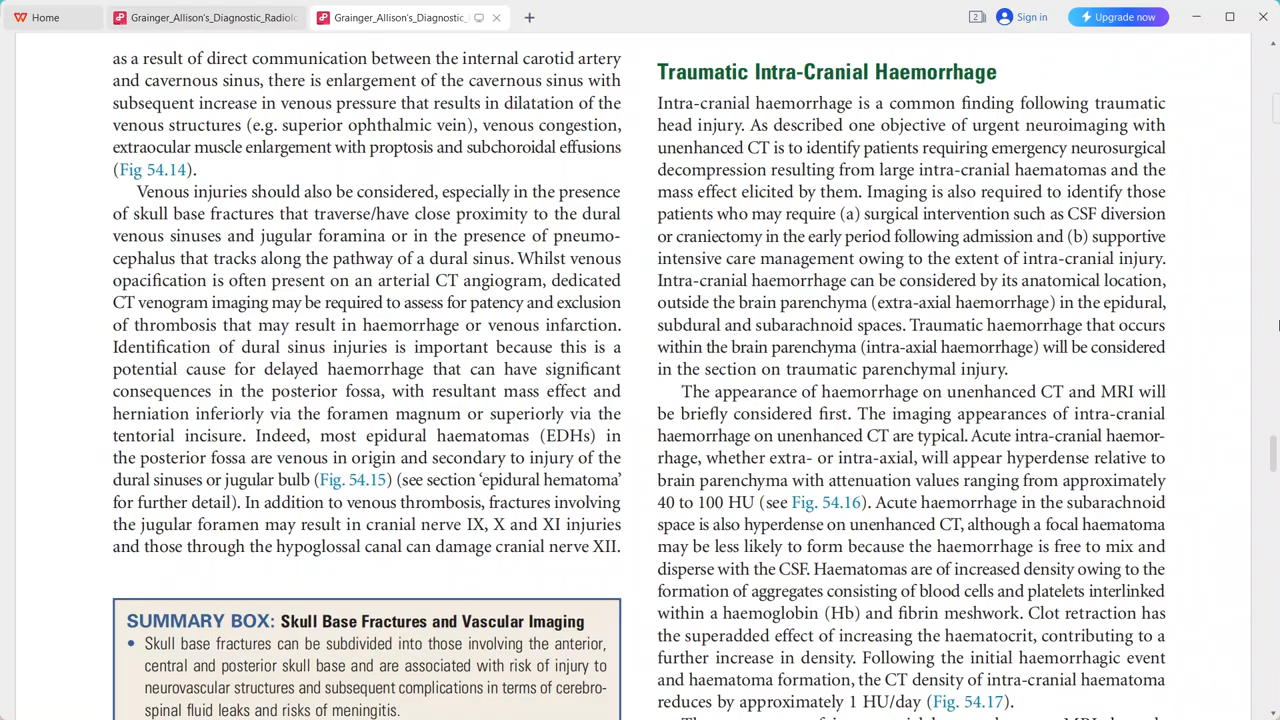 Home
Grainger_Allison's_Diagnostic_Radiolo
Grainger_Allison's_Diagnostic_
2
Sign in
Upgrade now
as a result of direct communication between the internal carotid artery
and cavernous sinus, there is enlargement of the cavernous sinus with
subsequent increase in venous pressure that results in dilatation of the
venous structures (e.g. superior ophthalmic vein), venous congestion,
extraocular muscle enlargement with proptosis and subchoroidal effusions
(Fig 54.14).
Venous injuries should also be considered, especially in the presence
of skull base fractures that traverse/have close proximity to the dural
venous sinuses and jugular foramina or in the presence of pneumo-
cephalus that tracks along the pathway of a dural sinus. Whilst venous
opacification is often present on an arterial CT angiogram, dedicated
CT venogram imaging may be required to assess for patency and exclusion
of thrombosis that may result in haemorrhage or venous infarction.
Identification of dural sinus injuries is important because this is a
potential cause for delayed haemorrhage that can have significant
consequences in the posterior fossa, with resultant mass effect and
herniation inferiorly via the foramen magnum or superiorly via the
tentorial incisure. Indeed, most epidural haematomas (EDHs) in
the posterior fossa are venous in origin and secondary to injury of the
dural sinuses or jugular bulb (Fig. 54.15) (see section 'epidural hematoma'
for further detail). In addition to venous thrombosis, fractures involving
the jugular foramen may result in cranial nerve IX, X and XI injuries
and those through the hypoglossal canal can damage cranial nerve XII.
SUMMARY BOX: Skull Base Fractures and Vascular Imaging
• Skull base fractures can be subdivided into those involving the anterior,
central and posterior skull base and are associated with risk of injury to
neurovascular structures and subsequent complications in terms of cerebro-
spinal fluid leaks and risks of meningitis.
Traumatic Intra-Cranial Haemorrhage
Intra-cranial haemorrhage is a common finding following traumatic
head injury. As described one objective of urgent neuroimaging with
unenhanced CT is to identify patients requiring emergency neurosurgical
decompression resulting from large intra-cranial haematomas and the
mass effect elicited by them. Imaging is also required to identify those
patients who may require (a) surgical intervention such as CSF diversion
or craniectomy in the early period following admission and (b) supportive
intensive care management owing to the extent of intra-cranial injury.
Intra-cranial haemorrhage can be considered by its anatomical location,
outside the brain parenchyma (extra-axial haemorrhage) in the epidural,
subdural and subarachnoid spaces. Traumatic haemorrhage that occurs
within the brain parenchyma (intra-axial haemorrhage) will be considered
in the section on traumatic parenchymal injury.
The appearance of haemorrhage on unenhanced CT and MRI will
be briefly considered first. The imaging appearances of intra-cranial
haemorrhage on unenhanced CT are typical. Acute intra-cranial haemor-
rhage, whether extra- or intra-axial, will appear hyperdense relative to
brain parenchyma with attenuation values ranging from approximately
40 to 100 HU (see Fig. 54.16). Acute haemorrhage in the subarachnoid
space is also hyperdense on unenhanced CT, although a focal haematoma
may be less likely to form because the haemorrhage is free to mix and
disperse with the CSF. Haematomas are of increased density owing to the
formation of aggregates consisting of blood cells and platelets interlinked
within a haemoglobin (Hb) and fibrin meshwork. Clot retraction has
the superadded effect of increasing the haematocrit, contributing to a
further increase in density. Following the initial haemorrhagic event
and haematoma formation, the CT density of intra-cranial haematoma
reduces by approximately 1 HU/day (Fig. 54.17).